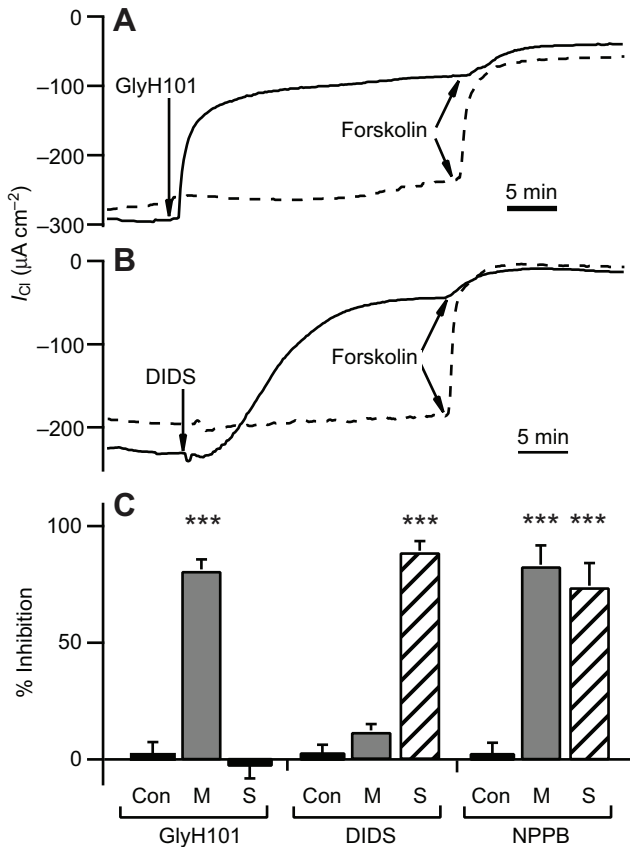 A
0
–100
–200
–300
GlyH101
Forskolin
5 min
I_Cl (μA cm⁻²)
B
0
–100
–200
DIDS
Forskolin
5 min
C
100
50
0
% Inhibition
*** *** *** ***
Con M S Con M S Con M S
GlyH101 DIDS NPPB